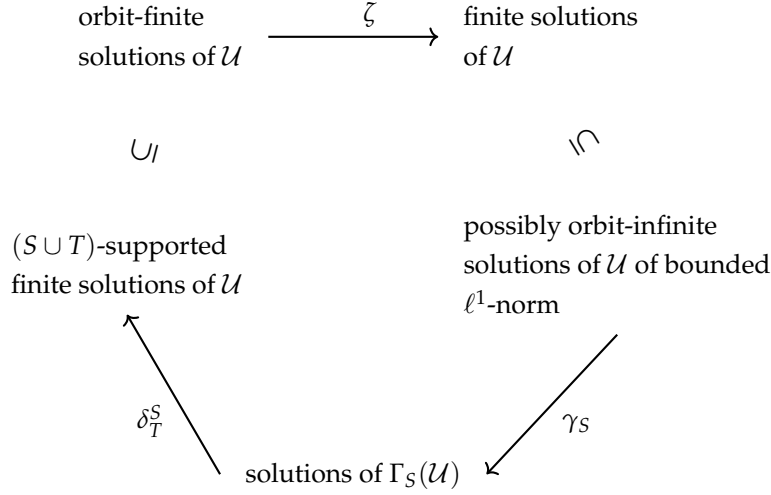 orbit-finite
solutions of 𝒰
ζ
finite solutions
of 𝒰
⊆
⊆
(S ∪ T)-supported
finite solutions of 𝒰
possibly orbit-infinite
solutions of 𝒰 of bounded
ℓ¹-norm
δ_T^S
γ_S
solutions of Γ_S(𝒰)